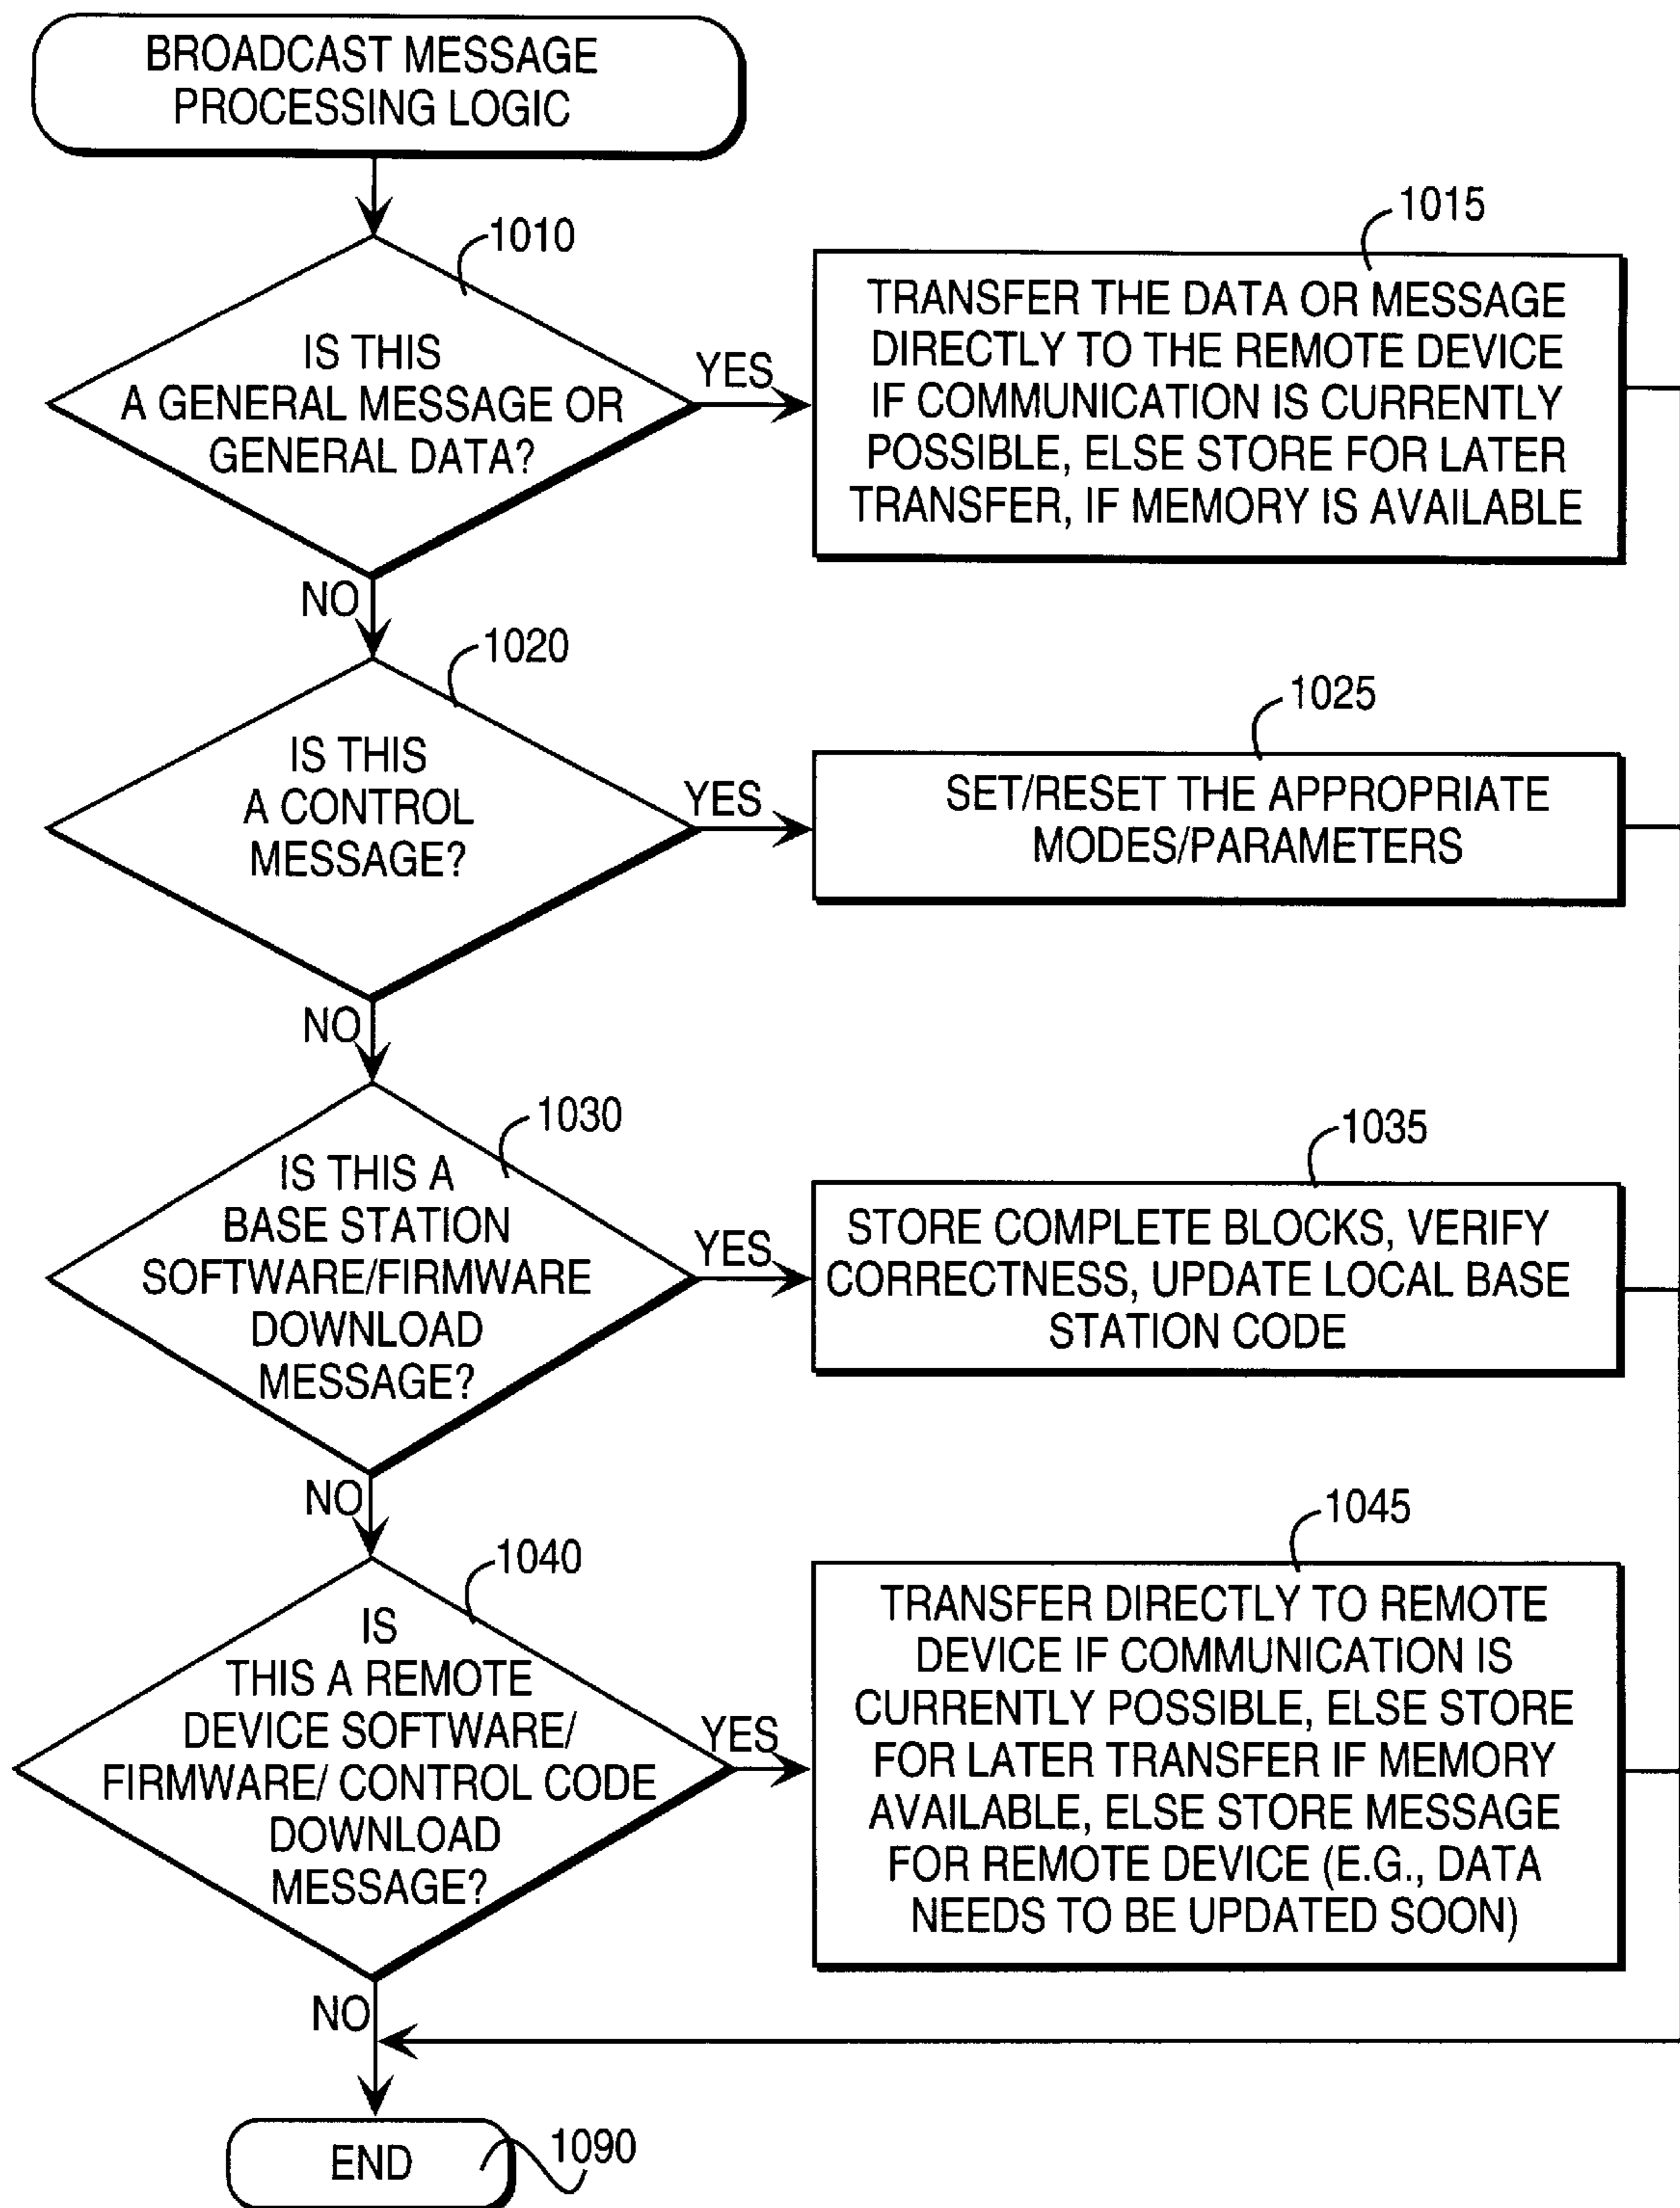 BROADCAST MESSAGE
PROCESSING LOGIC
1010
IS THIS
A GENERAL MESSAGE OR
GENERAL DATA?
YES
1015
TRANSFER THE DATA OR MESSAGE
DIRECTLY TO THE REMOTE DEVICE
IF COMMUNICATION IS CURRENTLY
POSSIBLE, ELSE STORE FOR LATER
TRANSFER, IF MEMORY IS AVAILABLE
NO
1020
IS THIS
A CONTROL
MESSAGE?
YES
1025
SET/RESET THE APPROPRIATE
MODES/PARAMETERS
NO
1030
IS THIS A
BASE STATION
SOFTWARE/FIRMWARE
DOWNLOAD
MESSAGE?
YES
1035
STORE COMPLETE BLOCKS, VERIFY
CORRECTNESS, UPDATE LOCAL BASE
STATION CODE
NO
1040
IS
THIS A REMOTE
DEVICE SOFTWARE/
FIRMWARE/ CONTROL CODE
DOWNLOAD
MESSAGE?
YES
1045
TRANSFER DIRECTLY TO REMOTE
DEVICE IF COMMUNICATION IS
CURRENTLY POSSIBLE, ELSE STORE
FOR LATER TRANSFER IF MEMORY
AVAILABLE, ELSE STORE MESSAGE
FOR REMOTE DEVICE (E.G., DATA
NEEDS TO BE UPDATED SOON)
NO
END
1090